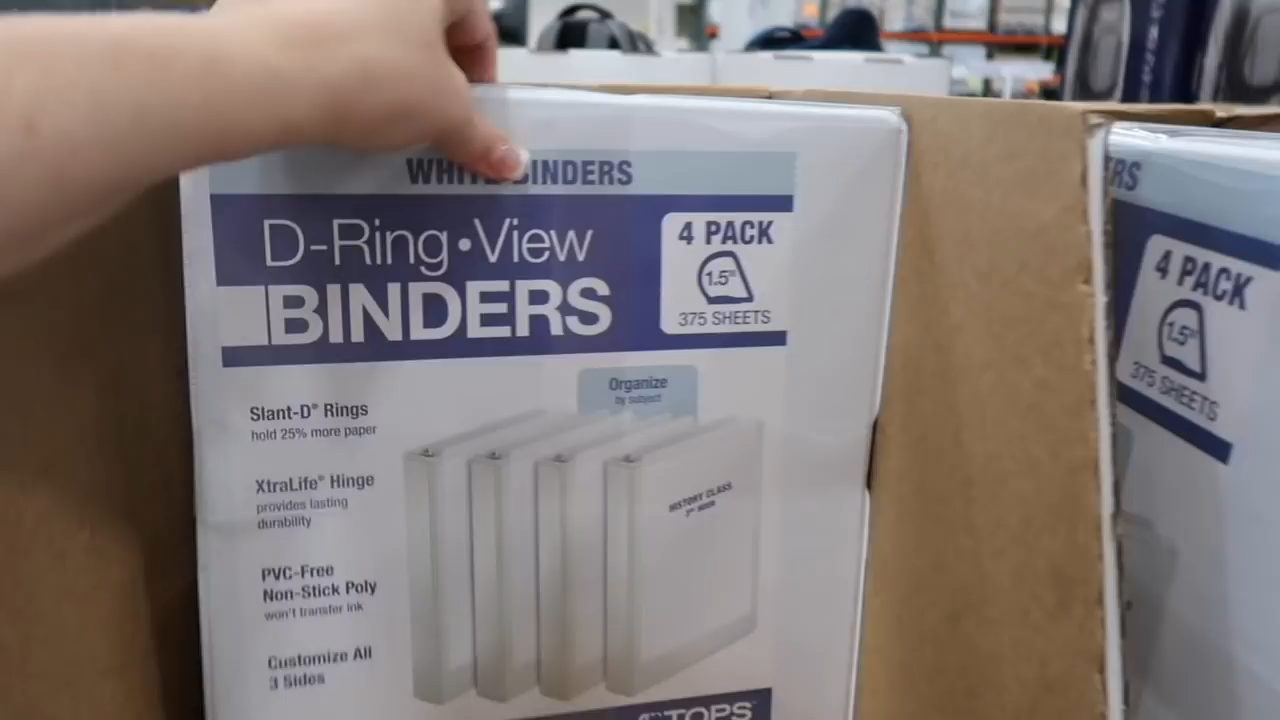 WHITE BINDERS
D-Ring•View
BINDERS
4 PACK
1.5"
375 SHEETS
Organize
by subject
Slant-D® Rings
hold 25% more paper
XtraLife® Hinge
provides lasting
durability
PVC-Free
Non-Stick Poly
won't transfer ink
Customize All
3 Sides
HISTORY CLASS
TOPS
ERS
4 PACK
1.5"
375 SHEETS